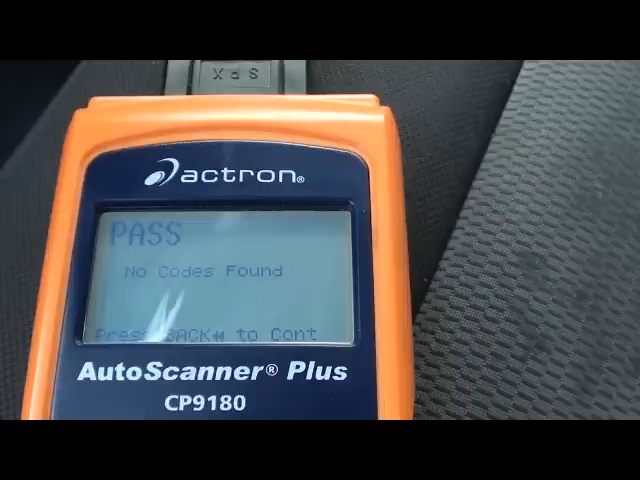 actron®
PASS
No Codes Found
Press BACK to Cont
AutoScanner® Plus
CP9180